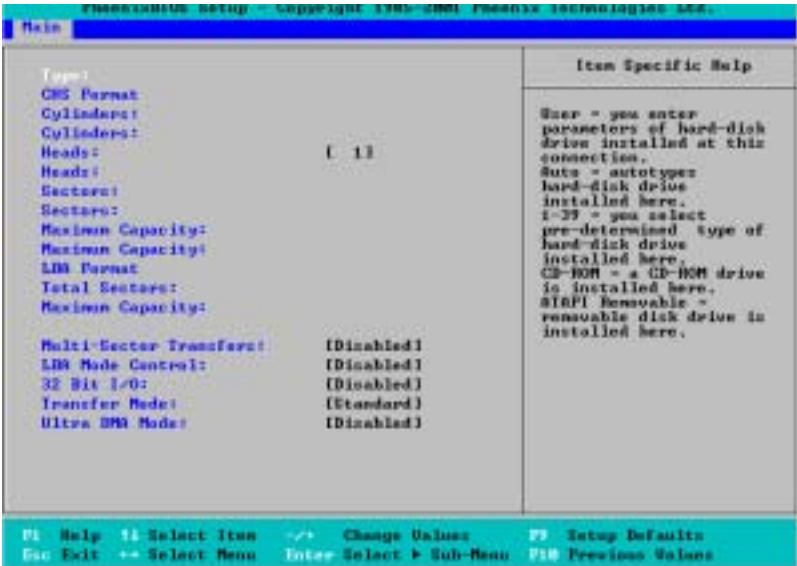 PhoenixBIOS Setup - Copyright 1985-2001 Phoenix Technologies Ltd.
Main
Type:
CHS Format
Cylinders:
Cylinders:
Heads: [ 1]
Heads:
Sectors:
Sectors:
Maximum Capacity:
Maximum Capacity:
LBA Format
Total Sectors:
Maximum Capacity:
Multi-Sector Transfers: [Disabled]
LBA Mode Control: [Disabled]
32 Bit I/O: [Disabled]
Transfer Mode: [Standard]
Ultra DMA Mode: [Disabled]
Item Specific Help
User = you enter
parameters of hard-disk
drive installed at this
connection.
Auto = autotypes
hard-disk drive
installed here.
1-39 = you select
pre-determined type of
hard-disk drive
installed here.
CD-ROM = a CD-ROM drive
is installed here.
ATAPI Removable =
removable disk drive is
installed here.
F1 Help ↑↓ Select Item -/+ Change Values F9 Setup Defaults
Esc Exit ↔ Select Menu Enter Select ▶ Sub-Menu F10 Previous Values